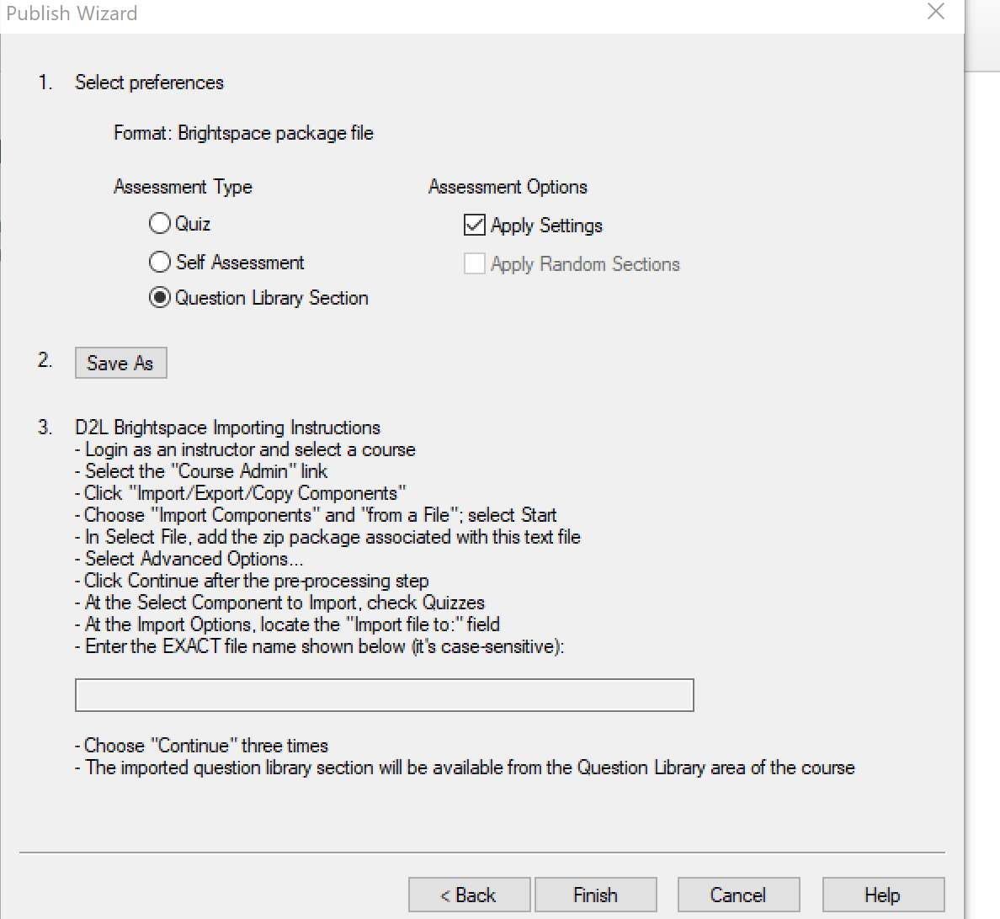 Publish Wizard
1. Select preferences
Format: Brightspace package file
Assessment Type Assessment Options
Quiz Apply Settings
Self Assessment Apply Random Sections
Question Library Section
2. Save As
3. D2L Brightspace Importing Instructions
- Login as an instructor and select a course
- Select the "Course Admin" link
- Click "Import/Export/Copy Components"
- Choose "Import Components" and "from a File"; select Start
- In Select File, add the zip package associated with this text file
- Select Advanced Options...
- Click Continue after the pre-processing step
- At the Select Component to Import, check Quizzes
- At the Import Options, locate the "Import file to:" field
- Enter the EXACT file name shown below (it's case-sensitive):
- Choose "Continue" three times
- The imported question library section will be available from the Question Library area of the course
< Back Finish Cancel Help